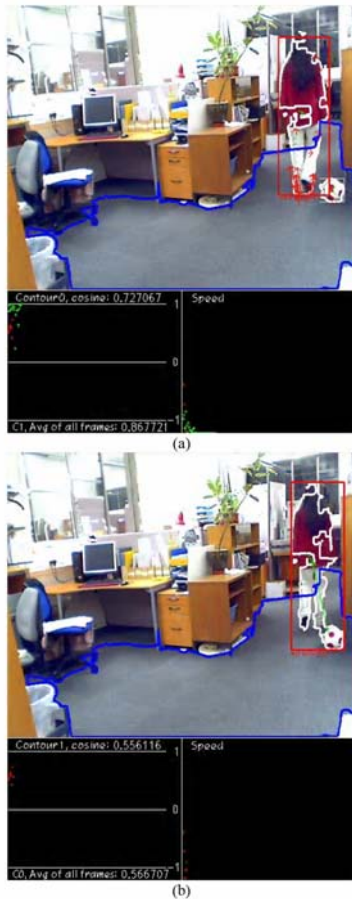 Contour0, cosine: 0.727067
1
Speed
0
-1
C1, Avg of all frames: 0.867721
(a)
Contour1, cosine: 0.556116
1
Speed
0
-1
C0, Avg of all frames: 0.566707
(b)